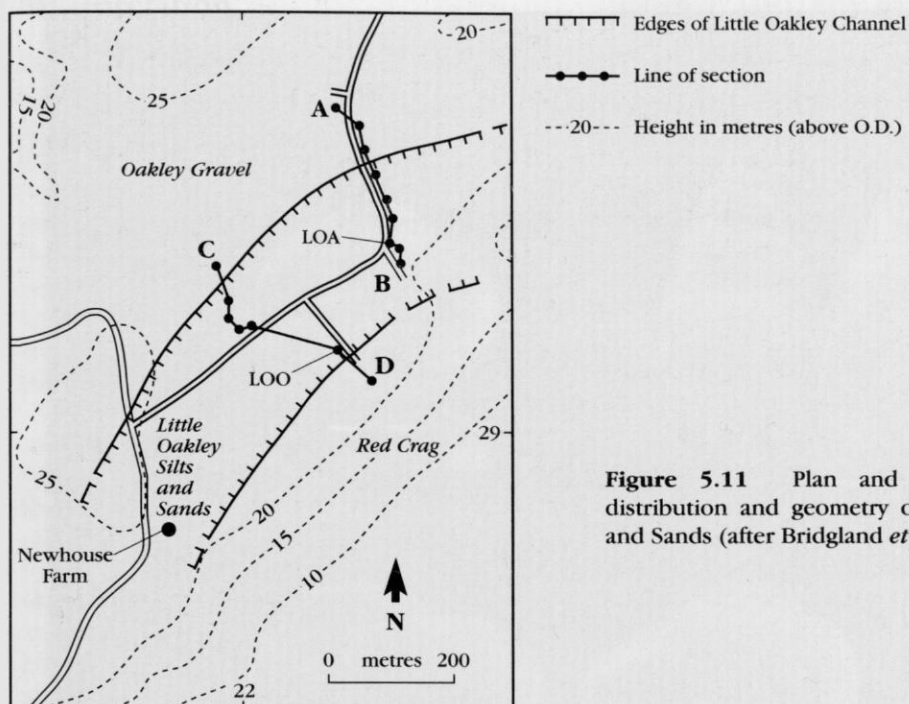 20
Edges of Little Oakley Channel
Line of section
-20- Height in metres (above O.D.)
15
20
25
A
Oakley Gravel
LOA
C
B
LOO
D
29
Little
Oakley
Silts
and
Sands
Red Crag
25
20
15
10
Newhouse
Farm
N
0 metres 200
22
Figure 5.11 Plan and
distribution and geometry o
and Sands (after Bridgland et